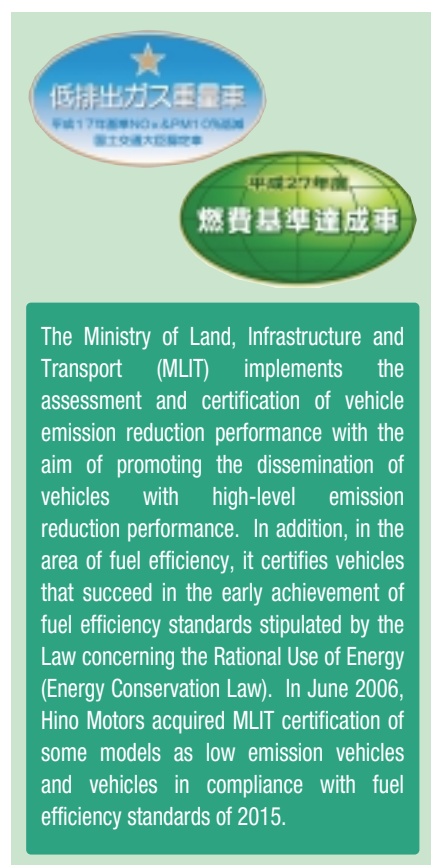 低排出ガス重量車
平成17年基準NOx&PM10%低減
国土交通大臣認定車
平成27年度
燃費基準達成車
The Ministry of Land, Infrastructure and
Transport (MLIT) implements the
assessment and certification of vehicle
emission reduction performance with the
aim of promoting the dissemination of
vehicles with high-level emission
reduction performance. In addition, in the
area of fuel efficiency, it certifies vehicles
that succeed in the early achievement of
fuel efficiency standards stipulated by the
Law concerning the Rational Use of Energy
(Energy Conservation Law). In June 2006,
Hino Motors acquired MLIT certification of
some models as low emission vehicles
and vehicles in compliance with fuel
efficiency standards of 2015.